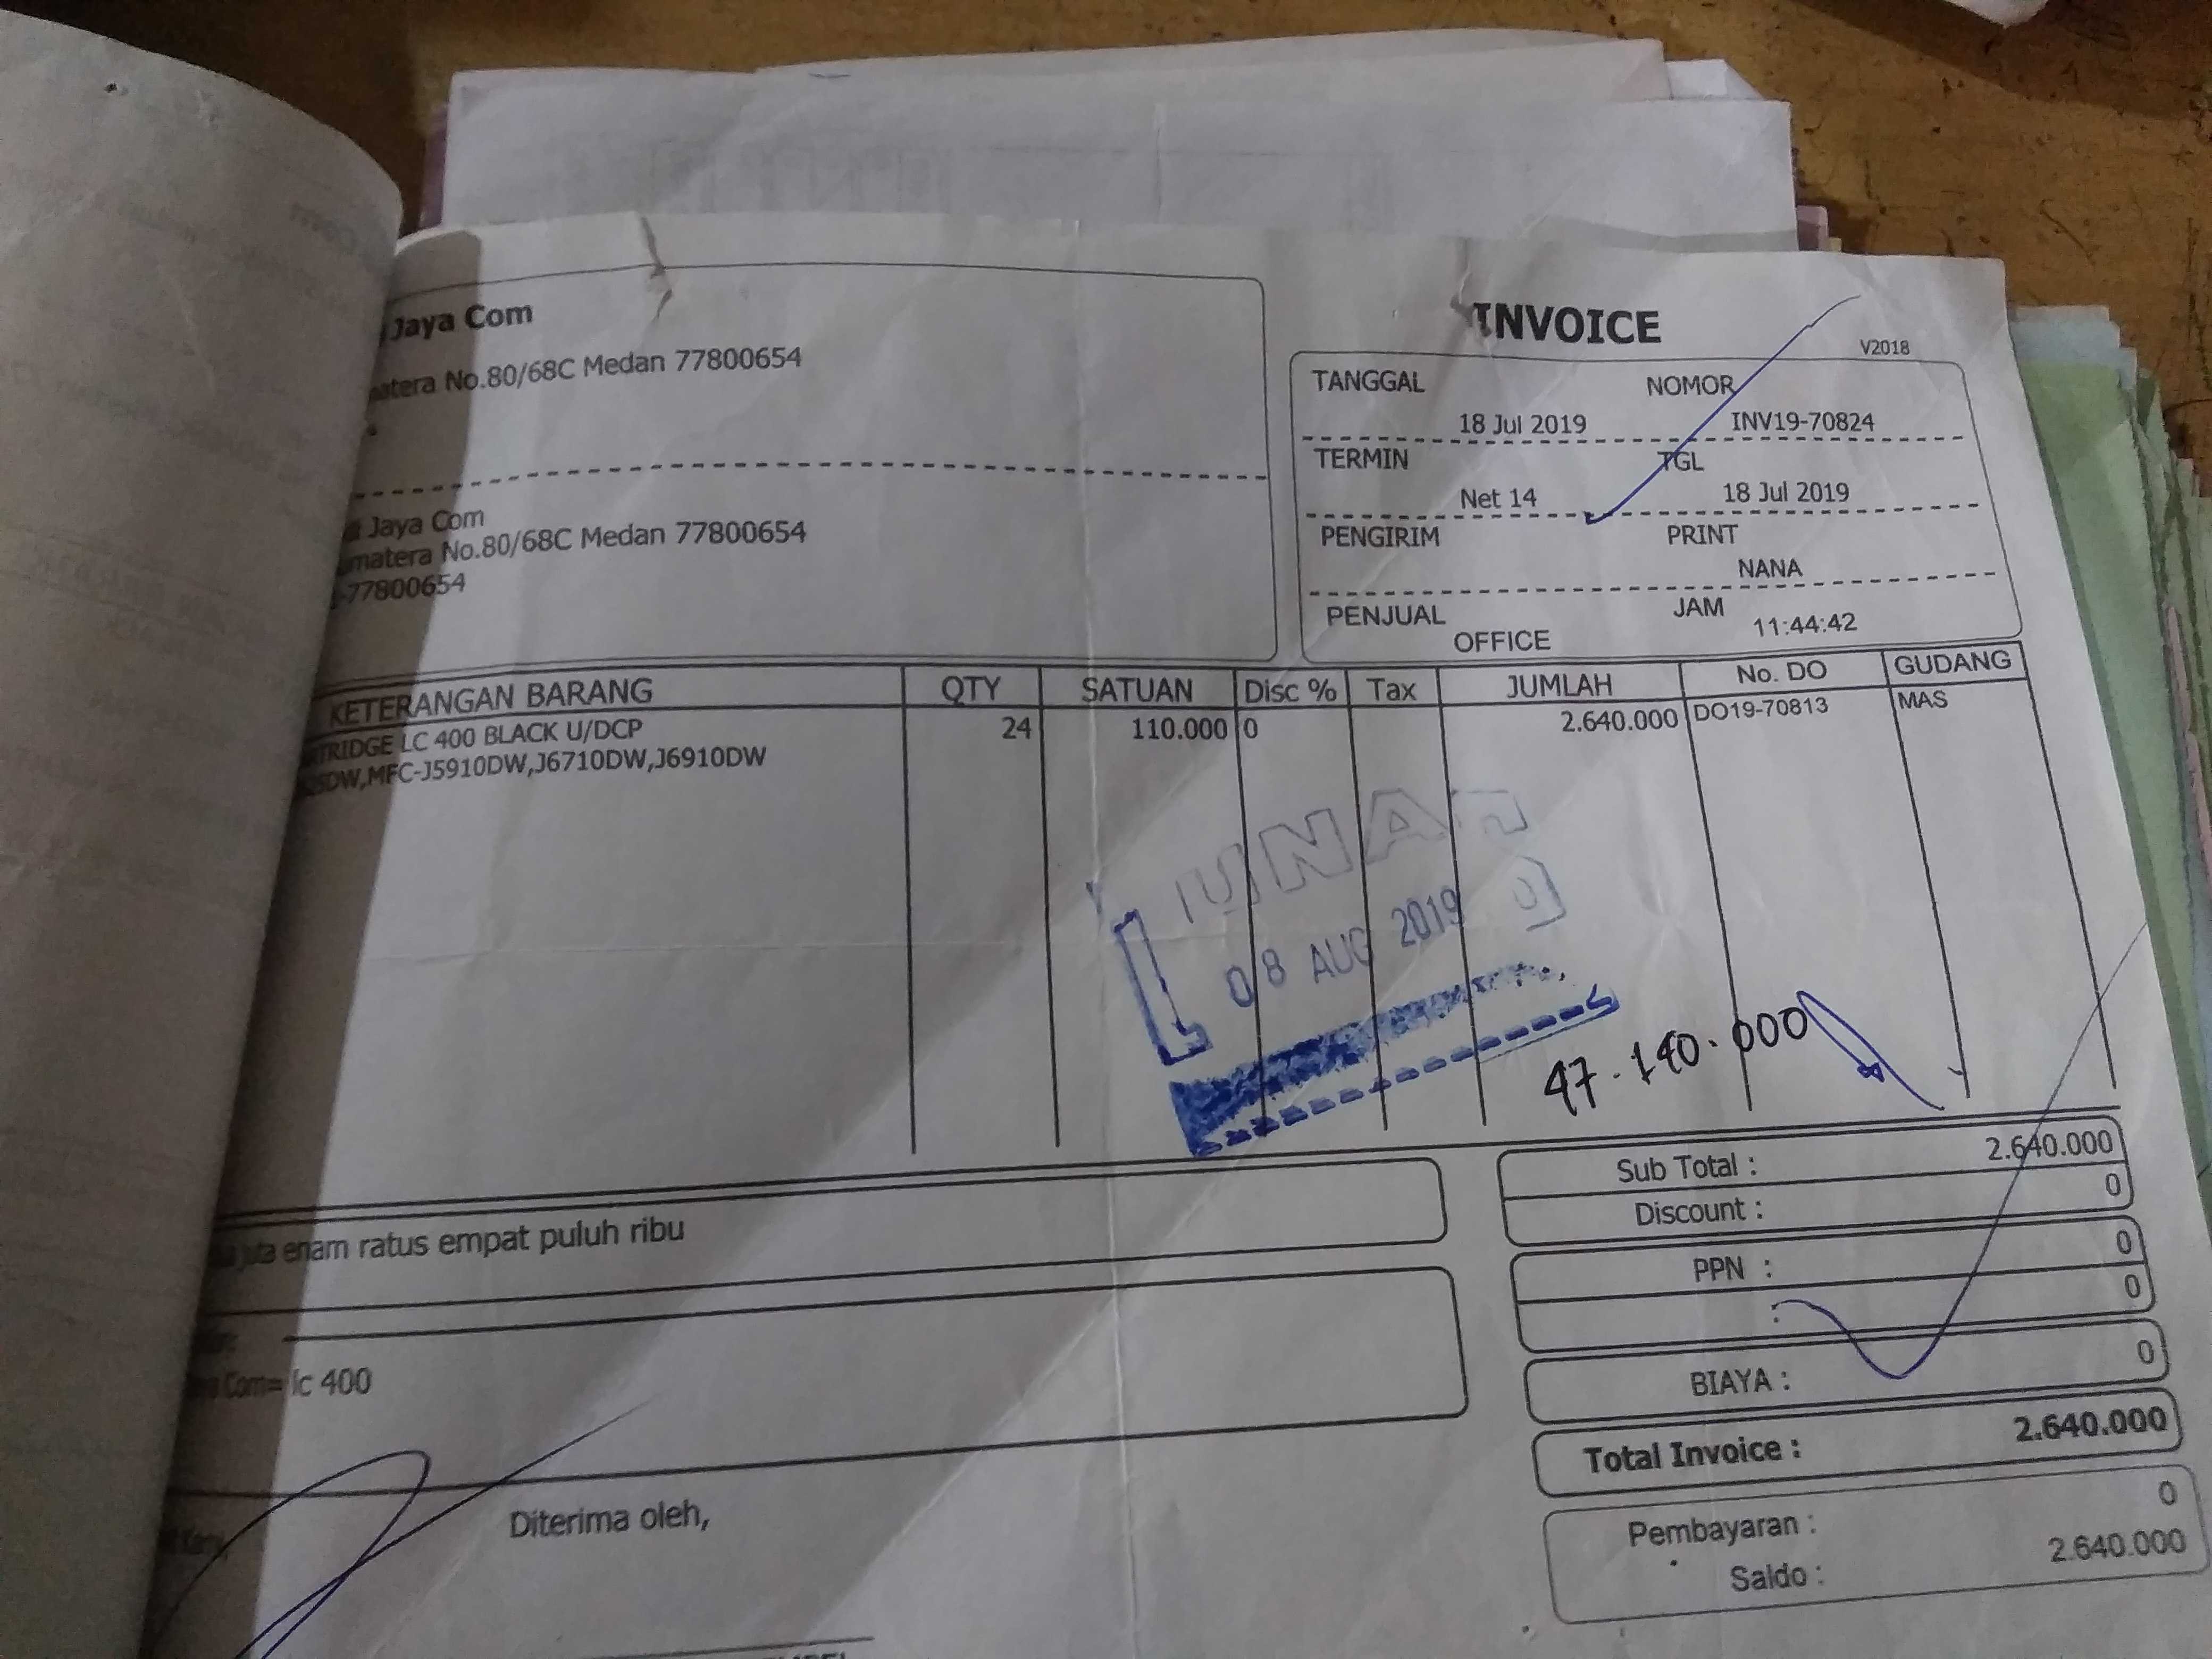 Jaya Com
No.80/68C Medan 77800654
Jaya Com
No.80/68C Medan 77800654
77800654
INVOICE
V2018
TANGGAL NOMOR
18 Jul 2019 INV19-70824
TERMIN TGL
Net 14 18 Jul 2019
PENGIRIM PRINT
NANA
PENJUAL JAM
OFFICE 11:44:42
KETERANGAN BARANG QTY SATUAN Disc % Tax JUMLAH No. DO GUDANG
LC 400 BLACK U/DCP 24 110.000 0 2.640.000 DO19-70813 MAS
MFC-J5910DW,J6710DW,J6910DW
08 AUG 2019
47.140.000
Sub Total : 2.640.000
Discount : 0
PPN : 0
: 0
BIAYA : 0
Total Invoice : 2.640.000
Pembayaran : 0
Saldo : 2.640.000
enam ratus empat puluh ribu
Com= lc 400
Diterima oleh,